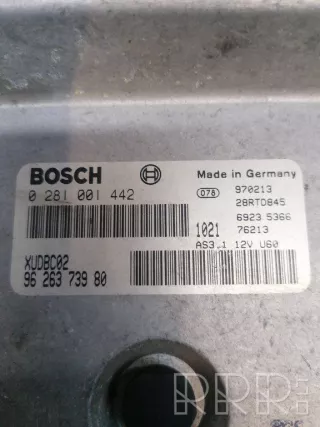 BOSCH
Made in Germany
0 281 001 442
078 970213
28RTD845
6923 5366
1021 76213
AS3.1 12V U60
XUDBC02
96 263 739 80
RRR